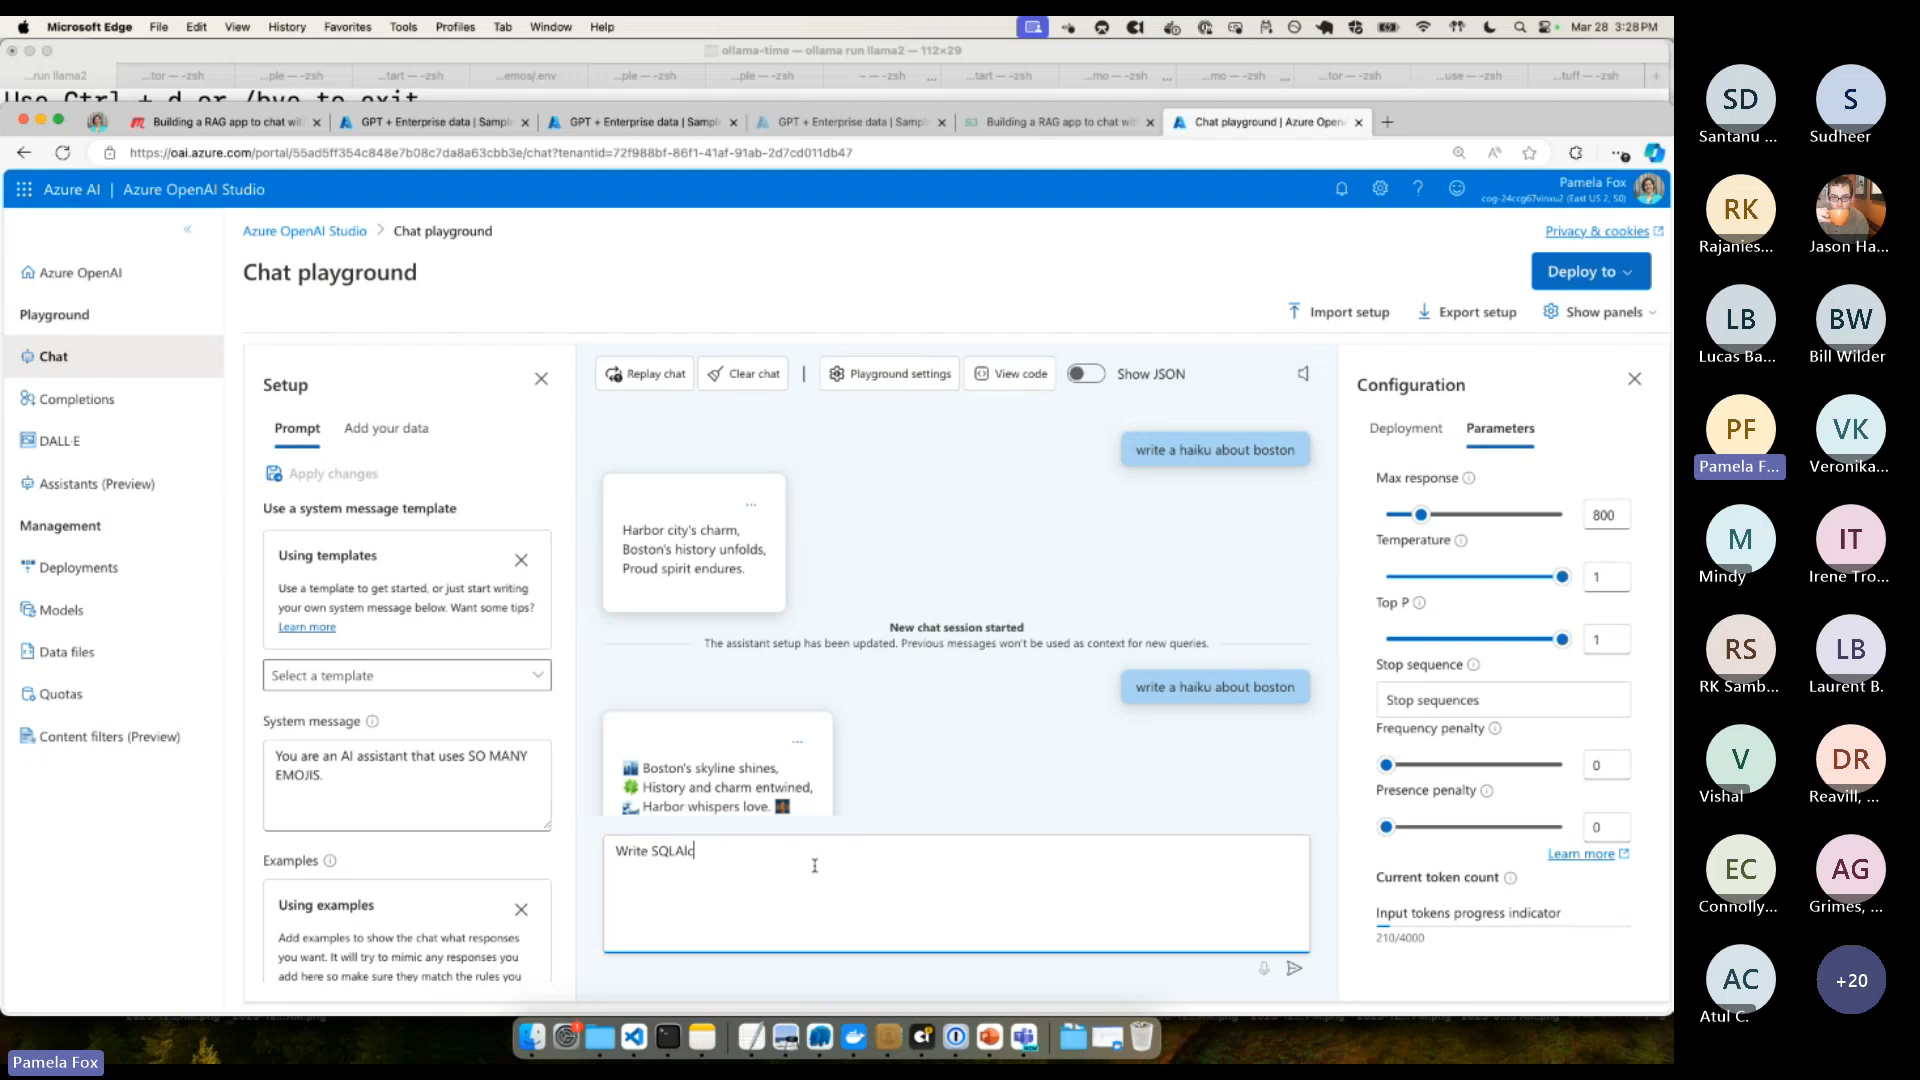 Microsoft Edge File Edit View History Favorites Tools Profiles Tab Window Help Mar 28 3:28 PM
ollama-time — ollama run llama2 — 112×29
...run llama2 ...tor — -zsh ...ple — -zsh ...tart — -zsh ...emos/.env ...ple — -zsh ...ple — -zsh ~ — -zsh ... ...tart — -zsh ...mo — -zsh ... ...mo — -zsh ... ...tor — -zsh ...use — -zsh ...tuff — -zsh
Use Ctrl + d or /bye to exit
Building a RAG app to chat wit GPT + Enterprise data | Sampl GPT + Enterprise data | Sampl GPT + Enterprise data | Sampl Building a RAG app to chat wit Chat playground | Azure Open
https://oai.azure.com/portal/55ad5ff354c848e7b08c7da8a63cbb3e/chat?tenantid=72f988bf-86f1-41af-91ab-2d7cd011db47
Azure AI | Azure OpenAI Studio
Pamela Fox
cog-24ccg67vinxu2 (East US 2, S0)
Azure OpenAI Studio > Chat playground
Privacy & cookies
Chat playground
Deploy to
Import setup Export setup Show panels
Azure OpenAI
Playground
Chat
Completions
DALL·E
Assistants (Preview)
Management
Deployments
Models
Data files
Quotas
Content filters (Preview)
Setup
Prompt Add your data
Apply changes
Use a system message template
Using templates
Use a template to get started, or just start writing
your own system message below. Want some tips?
Learn more
Select a template
System message
You are an AI assistant that uses SO MANY
EMOJIS.
Examples
Using examples
Add examples to show the chat what responses
you want. It will try to mimic any responses you
add here so make sure they match the rules you
Replay chat Clear chat | Playground settings View code Show JSON
write a haiku about boston
...
Harbor city's charm,
Boston's history unfolds,
Proud spirit endures.
New chat session started
The assistant setup has been updated. Previous messages won't be used as context for new queries.
write a haiku about boston
...
🏙️ Boston's skyline shines,
🍀 History and charm entwined,
🌊 Harbor whispers love. 🌃
Write SQLAlc
Configuration
Deployment Parameters
Max response
800
Temperature
1
Top P
1
Stop sequence
Stop sequences
Frequency penalty
0
Presence penalty
0
Learn more
Current token count
Input tokens progress indicator
210/4000
SD
Santanu ...
S
Sudheer
RK
Rajanies...
Jason Ha...
LB
Lucas Ba...
BW
Bill Wilder
PF
Pamela F...
VK
Veronika...
M
Mindy
IT
Irene Tro...
RS
RK Samb...
LB
Laurent B.
V
Vishal
DR
Reavill, ...
EC
Connolly...
AG
Grimes, ...
AC
Atul C.
+20
Pamela Fox